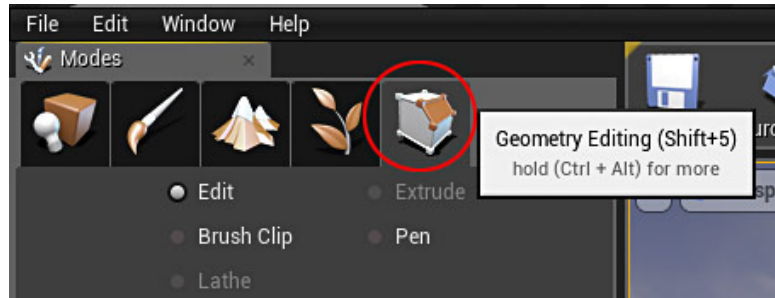 File Edit Window Help
Modes
Geometry Editing (Shift+5)
hold (Ctrl + Alt) for more
Edit Extrude
Brush Clip Pen
Lathe